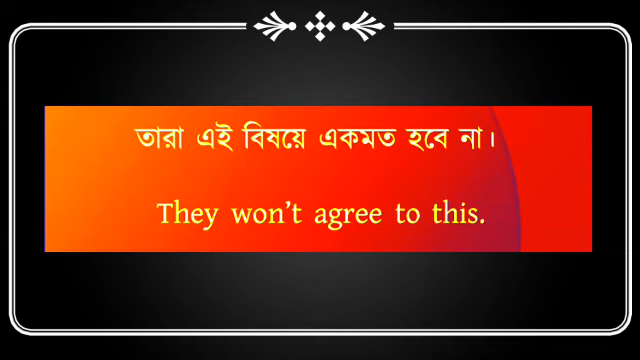 তারা এই বিষয়ে একমত হবে না।
They won't agree to this.